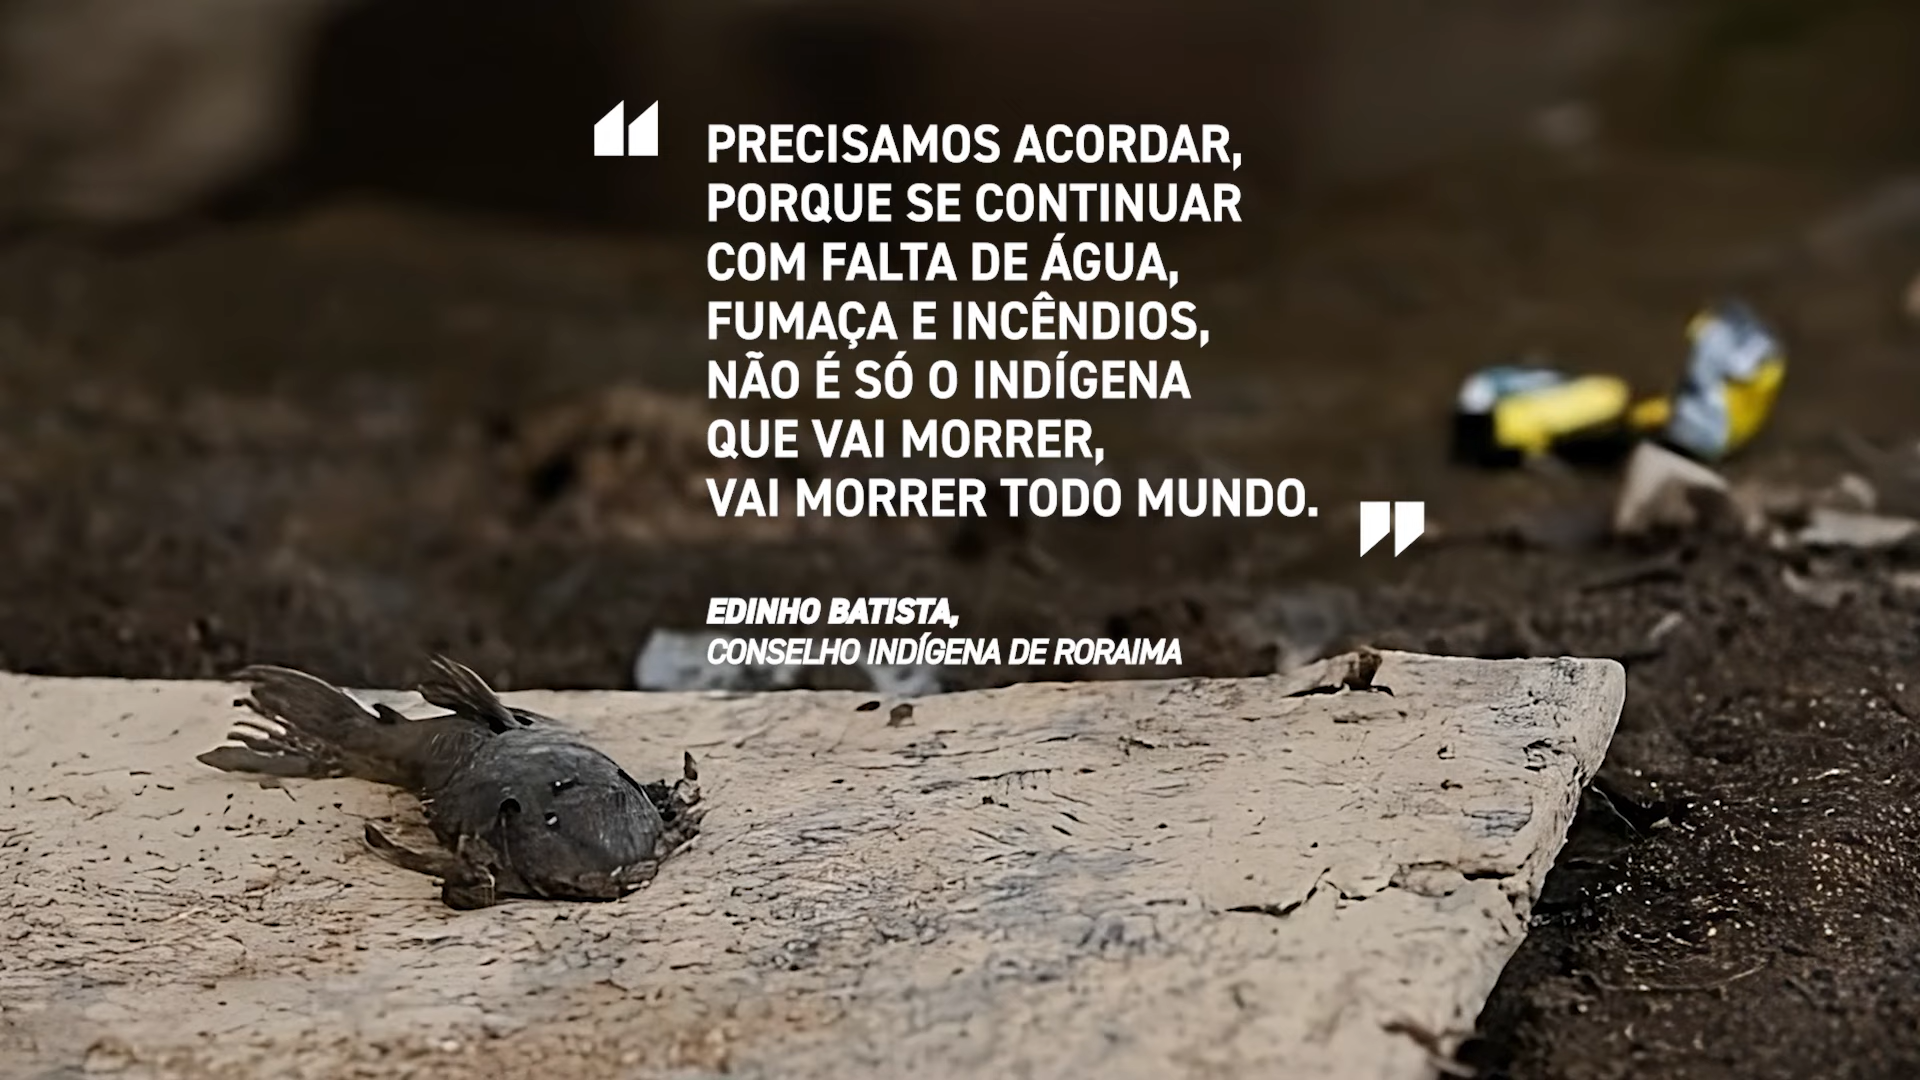 “ PRECISAMOS ACORDAR,
PORQUE SE CONTINUAR
COM FALTA DE ÁGUA,
FUMAÇA E INCÊNDIOS,
NÃO É SÓ O INDÍGENA
QUE VAI MORRER,
VAI MORRER TODO MUNDO. ”
EDINHO BATISTA,
CONSELHO INDÍGENA DE RORAIMA